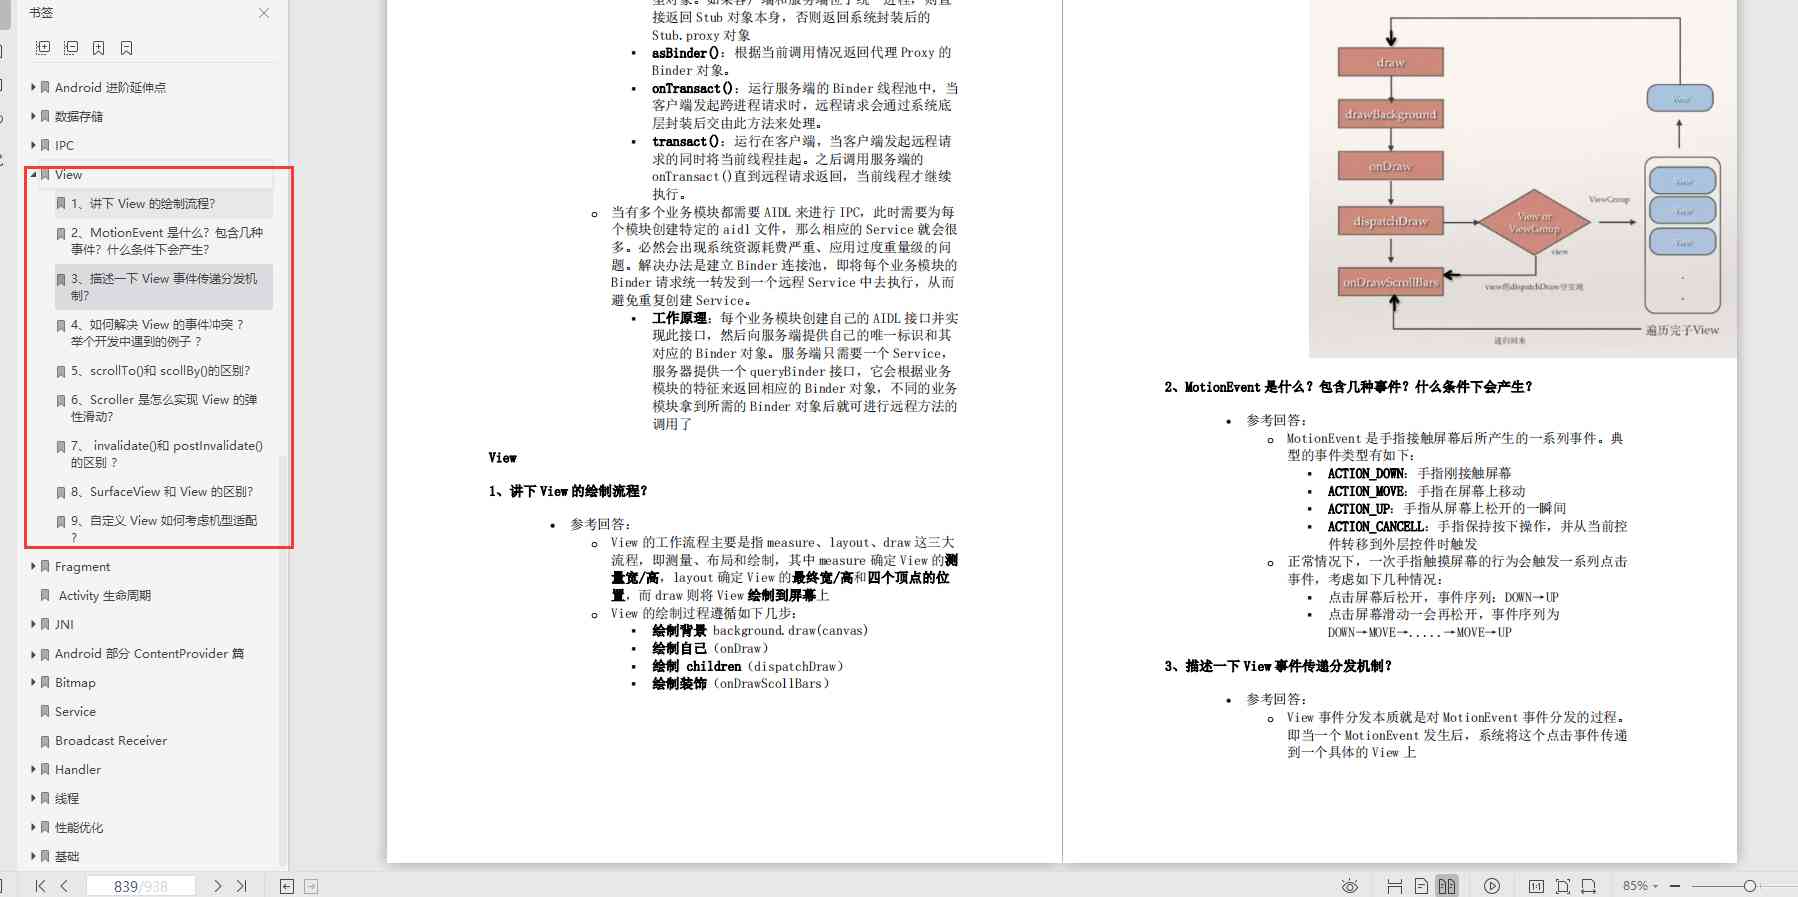 书签
Android 进阶延伸点
数据存储
IPC
View
1、讲下 View 的绘制流程?
2、MotionEvent 是什么? 包含几种
事件? 什么条件下会产生?
3、描述一下 View 事件传递分发机
制?
4、如何解决 View 的事件冲突 ?
举个开发中遇到的例子 ?
5、scrollTo()和 scollBy()的区别?
6、Scroller 是怎么实现 View 的弹
性滑动?
7、 invalidate()和 postInvalidate()
的区别 ?
8、SurfaceView 和 View 的区别?
9、自定义 View 如何考虑机型适配
?
Fragment
Activity 生命周期
JNI
Android 部分 ContentProvider 篇
Bitmap
Service
Broadcast Receiver
Handler
线程
性能优化
基础
接返回 Stub 对象本身, 否则返回系统封装后的
Stub.proxy 对象
asBinder(): 根据当前调用情况返回代理 Proxy 的
Binder 对象。
onTransact(): 运行服务端的 Binder 线程池中, 当
客户端发起跨进程请求时, 远程请求会通过系统底
层封装后交由此方法来处理。
transact(): 运行在客户端, 当客户端发起远程请
求的同时将当前线程挂起。之后调用服务端的
onTransact()直到远程请求返回, 当前线程才继续
执行。
当有多个业务模块都需要 AIDL 来进行 IPC, 此时需要为每
个模块创建特定的 aidl 文件, 那么相应的 Service 就会很
多。必然会出现系统资源耗费严重、应用过度重量级的问
题。解决办法是建立 Binder 连接池, 即将每个业务模块的
Binder 请求统一转发到一个远程 Service 中去执行, 从而
避免重复创建 Service。
工作原理: 每个业务模块创建自己的 AIDL 接口并实
现此接口, 然后向服务端提供自己的唯一标识和其
对应的 Binder 对象。服务端只需要一个 Service,
服务器提供一个 queryBinder 接口, 它会根据业务
模块的特征来返回相应的 Binder 对象, 不同的业务
模块拿到所需的 Binder 对象后就可进行远程方法的
调用了
View
1、讲下 View 的绘制流程?
参考回答:
View 的工作流程主要是指 measure、layout、draw 这三大
流程, 即测量、布局和绘制, 其中 measure 确定 View 的测
量宽/高, layout 确定 View 的最终宽/高和四个顶点的位
置, 而 draw 则将 View 绘制到屏幕上
View 的绘制过程遵循如下几步:
绘制背景 background.draw(canvas)
绘制自己 (onDraw)
绘制 children (dispatchDraw)
绘制装饰 (onDrawScollBars)
draw
drawBackground
onDraw
dispatchDraw
onDrawScrollBars
View or
ViewGroup
ViewGroup
view
view的dispatchDraw空实现
View
View
View
View
遍历完子View
递归回来
2、MotionEvent 是什么? 包含几种事件? 什么条件下会产生?
参考回答:
MotionEvent 是手指接触屏幕后所产生的一系列事件。典
型的事件类型有如下:
ACTION_DOWN: 手指刚接触屏幕
ACTION_MOVE: 手指在屏幕上移动
ACTION_UP: 手指从屏幕上松开的一瞬间
ACTION_CANCELL: 手指保持按下操作, 并从当前控
件转移到外层控件时触发
正常情况下, 一次手指触摸屏幕的行为会触发一系列点击
事件, 考虑如下几种情况:
点击屏幕后松开, 事件序列: DOWN→UP
点击屏幕滑动一会再松开, 事件序列为
DOWN→MOVE→.....→MOVE→UP
3、描述一下 View 事件传递分发机制?
参考回答:
View 事件分发本质就是对 MotionEvent 事件分发的过程。
即当一个 MotionEvent 发生后, 系统将这个点击事件传递
到一个具体的 View 上
839/938
85%